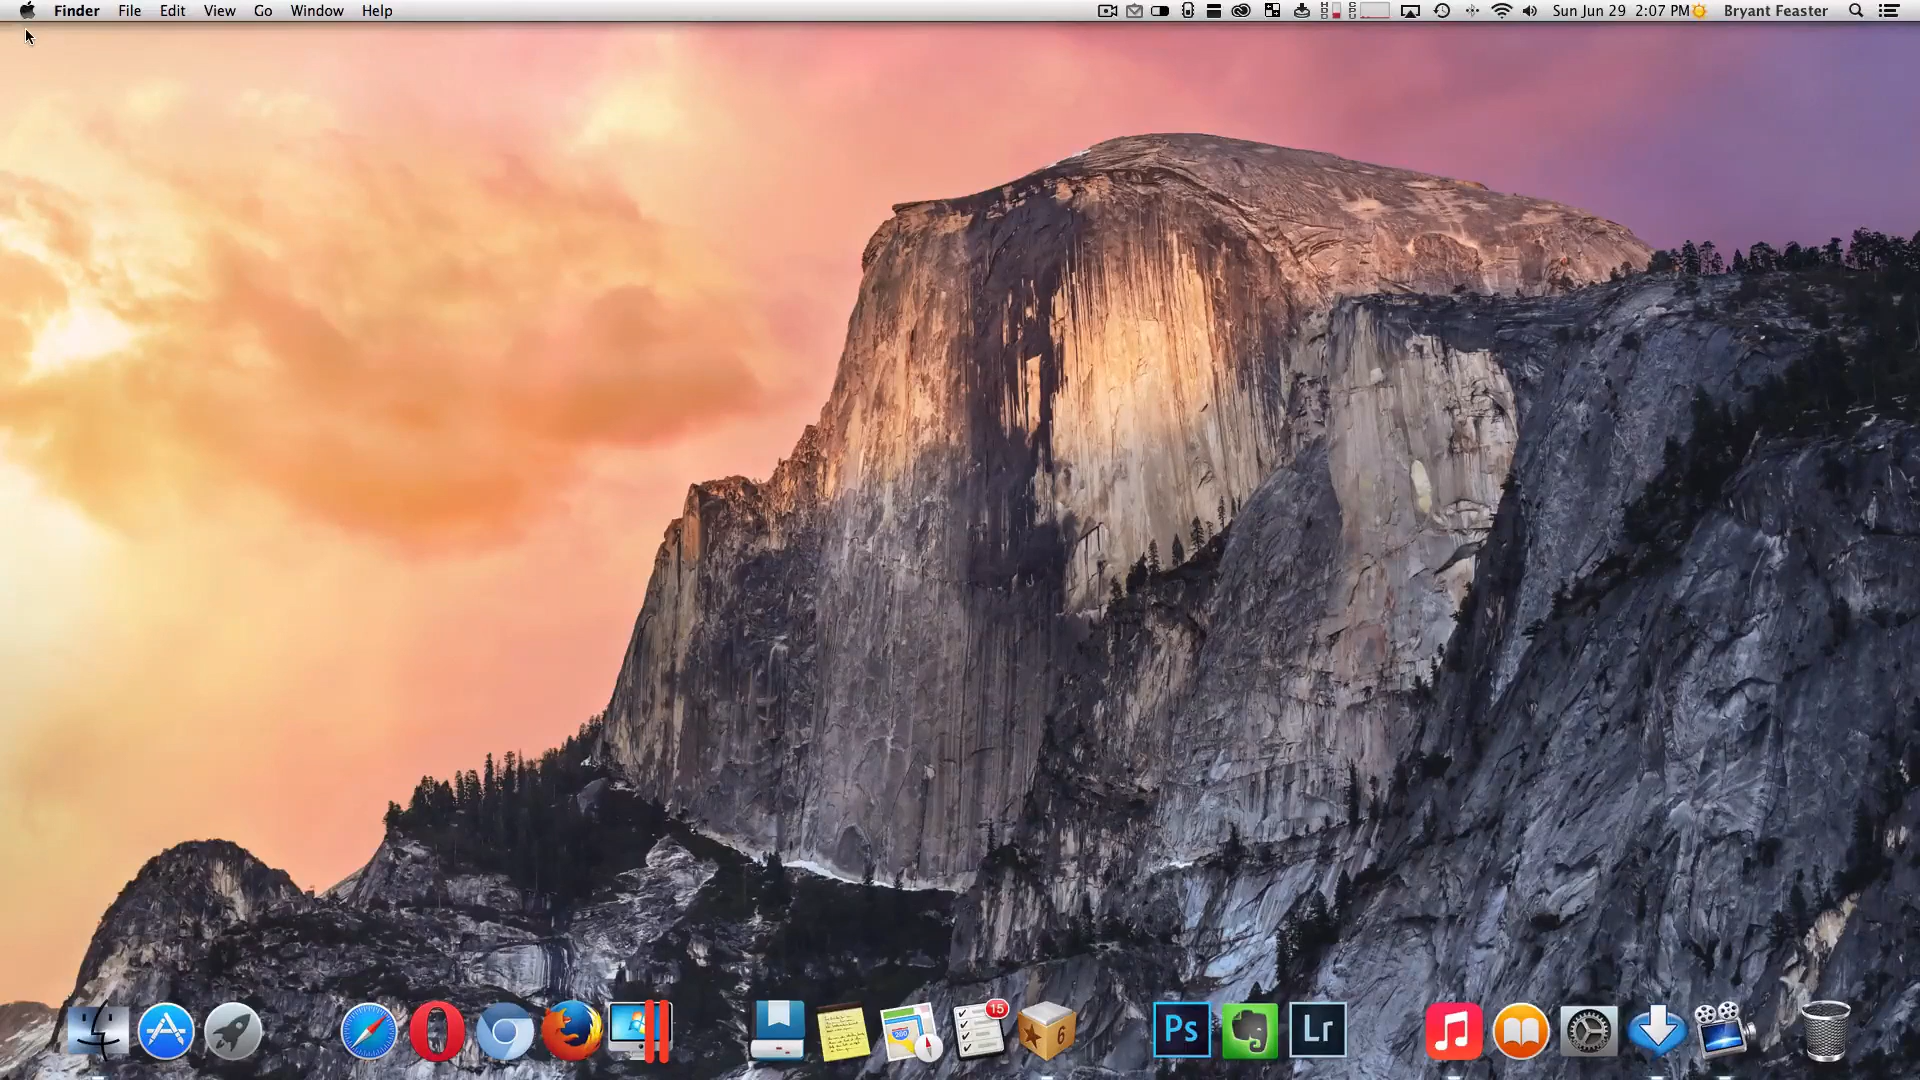 Finder File Edit View Go Window Help Sun Jun 29 2:07 PM Bryant Feaster
15
6
Ps
Lr